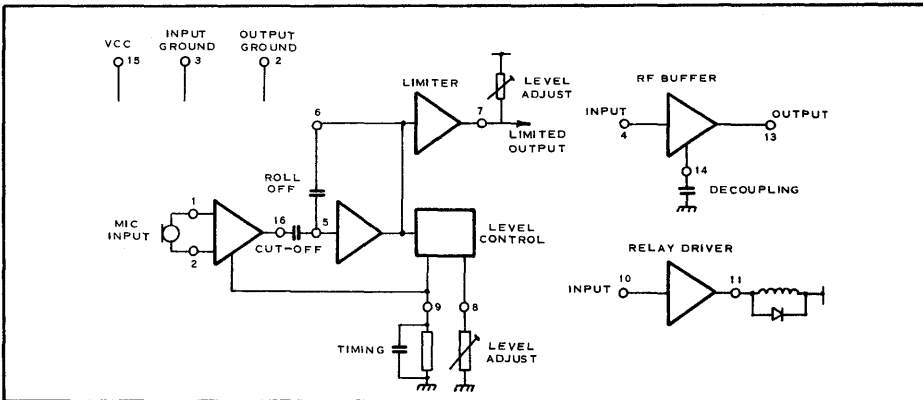 VCC
15
INPUT
GROUND
3
OUTPUT
GROUND
2
LIMITER
LEVEL
ADJUST
7
LIMITED
OUTPUT
6
ROLL
OFF
1
MIC
INPUT
2
16
CUT-OFF
5
LEVEL
CONTROL
9
8
TIMING
LEVEL
ADJUST
RF BUFFER
INPUT
4
OUTPUT
13
14
DECOUPLING
RELAY DRIVER
INPUT
10
11